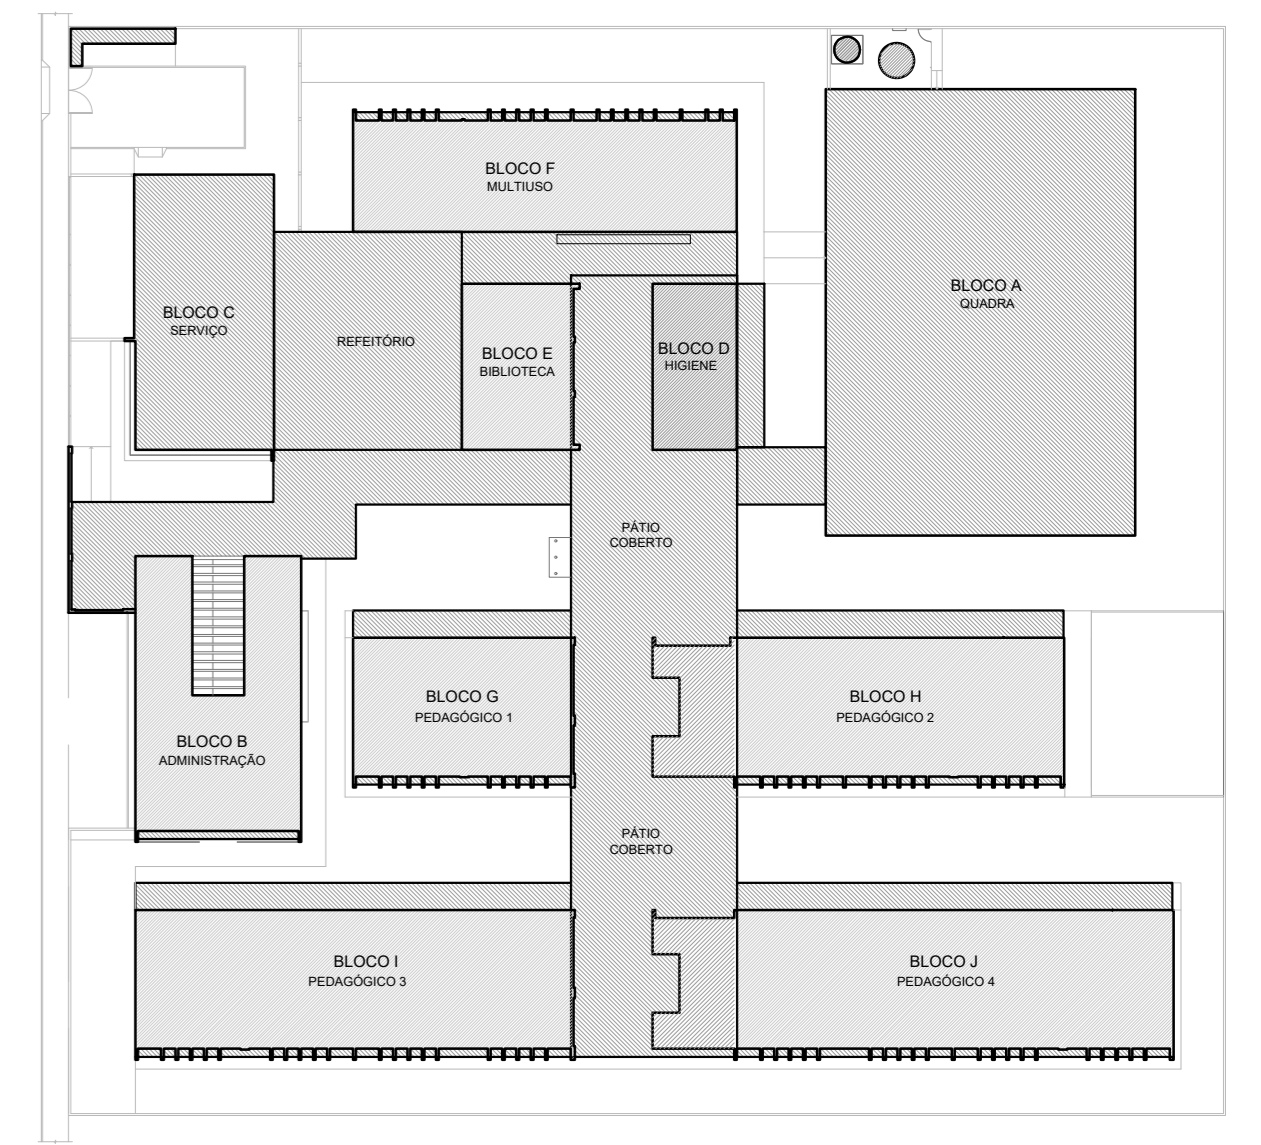 BLOCO F
MULTIUSO
BLOCO A
QUADRA
BLOCO C
SERVIÇO
REFEITÓRIO
BLOCO E
BIBLIOTECA
BLOCO D
HIGIENE
PÁTIO
COBERTO
BLOCO G
PEDAGÓGICO 1
BLOCO H
PEDAGÓGICO 2
BLOCO B
ADMINISTRAÇÃO
PÁTIO
COBERTO
BLOCO I
PEDAGÓGICO 3
BLOCO J
PEDAGÓGICO 4